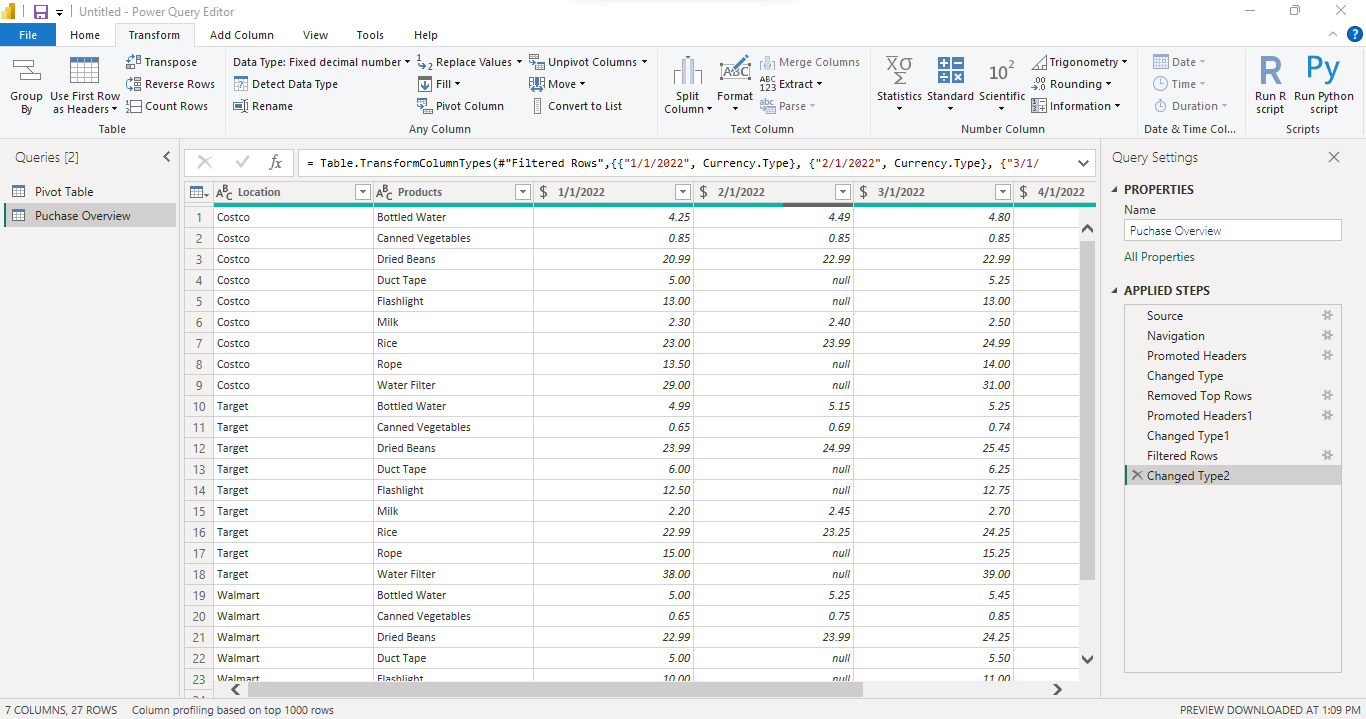 Untitled - Power Query Editor
File Home Transform Add Column View Tools Help
Group By
Use First Row as Headers
Transpose
Reverse Rows
Count Rows
Table
Data Type: Fixed decimal number
Detect Data Type
Rename
1 2 Replace Values
Fill
Pivot Column
Unpivot Columns
Move
Convert to List
Any Column
Split Column
ABC
Format
Merge Columns
ABC 123 Extract
abc Parse
Text Column
Χσ Σ
Statistics
Standard
10 2
Scientific
Trigonometry
.00 .0 Rounding
Information
Number Column
Date
Time
Duration
Date & Time Col...
R
Run R script
Py
Run Python script
Scripts
Queries [2]
Pivot Table
Puchase Overview
fx
= Table.TransformColumnTypes(#"Filtered Rows",{{"1/1/2022", Currency.Type}, {"2/1/2022", Currency.Type}, {"3/1/
ABC Location ABC Products $ 1/1/2022 $ 2/1/2022 $ 3/1/2022 $ 4/1/2022
1 Costco Bottled Water 4.25 4.49 4.80
2 Costco Canned Vegetables 0.85 0.85 0.85
3 Costco Dried Beans 20.99 22.99 22.99
4 Costco Duct Tape 5.00 null 5.25
5 Costco Flashlight 13.00 null 13.00
6 Costco Milk 2.30 2.40 2.50
7 Costco Rice 23.00 23.99 24.99
8 Costco Rope 13.50 null 14.00
9 Costco Water Filter 29.00 null 31.00
10 Target Bottled Water 4.99 5.15 5.25
11 Target Canned Vegetables 0.65 0.69 0.74
12 Target Dried Beans 23.99 24.99 25.45
13 Target Duct Tape 6.00 null 6.25
14 Target Flashlight 12.50 null 12.75
15 Target Milk 2.20 2.45 2.70
16 Target Rice 22.99 23.25 24.25
17 Target Rope 15.00 null 15.25
18 Target Water Filter 38.00 null 39.00
19 Walmart Bottled Water 5.00 5.25 5.45
20 Walmart Canned Vegetables 0.65 0.75 0.85
21 Walmart Dried Beans 22.99 23.99 24.25
22 Walmart Duct Tape 5.00 null 5.50
23 Walmart Flashlight 10.00 null 11.00
Query Settings
PROPERTIES
Name
Puchase Overview
All Properties
APPLIED STEPS
Source
Navigation
Promoted Headers
Changed Type
Removed Top Rows
Promoted Headers1
Changed Type1
Filtered Rows
Changed Type2
7 COLUMNS, 27 ROWS Column profiling based on top 1000 rows
PREVIEW DOWNLOADED AT 1:09 PM